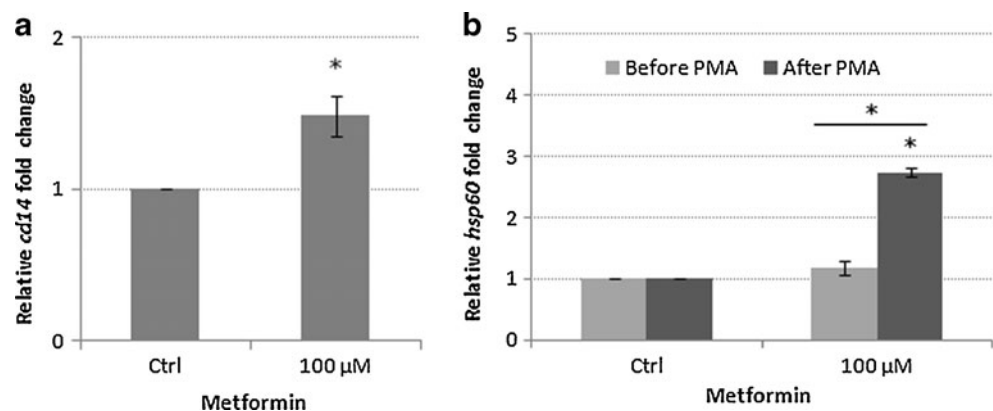 a
Relative cd14 fold change
2
1
0
*
Ctrl
100 µM
Metformin
b
Relative hsp60 fold change
5
4
3
2
1
0
Before PMA
After PMA
*
*
Ctrl
100 µM
Metformin